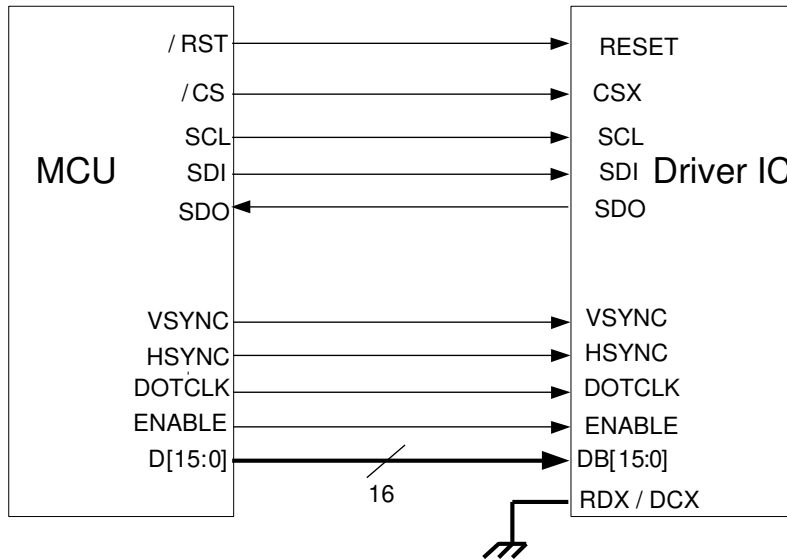 / RST RESET
/ CS CSX
SCL SCL
MCU SDI SDI Driver IC
SDO SDO
VSYNC VSYNC
HSYNC HSYNC
DOTCLK DOTCLK
ENABLE ENABLE
D[15:0] DB[15:0]
16
RDX / DCX